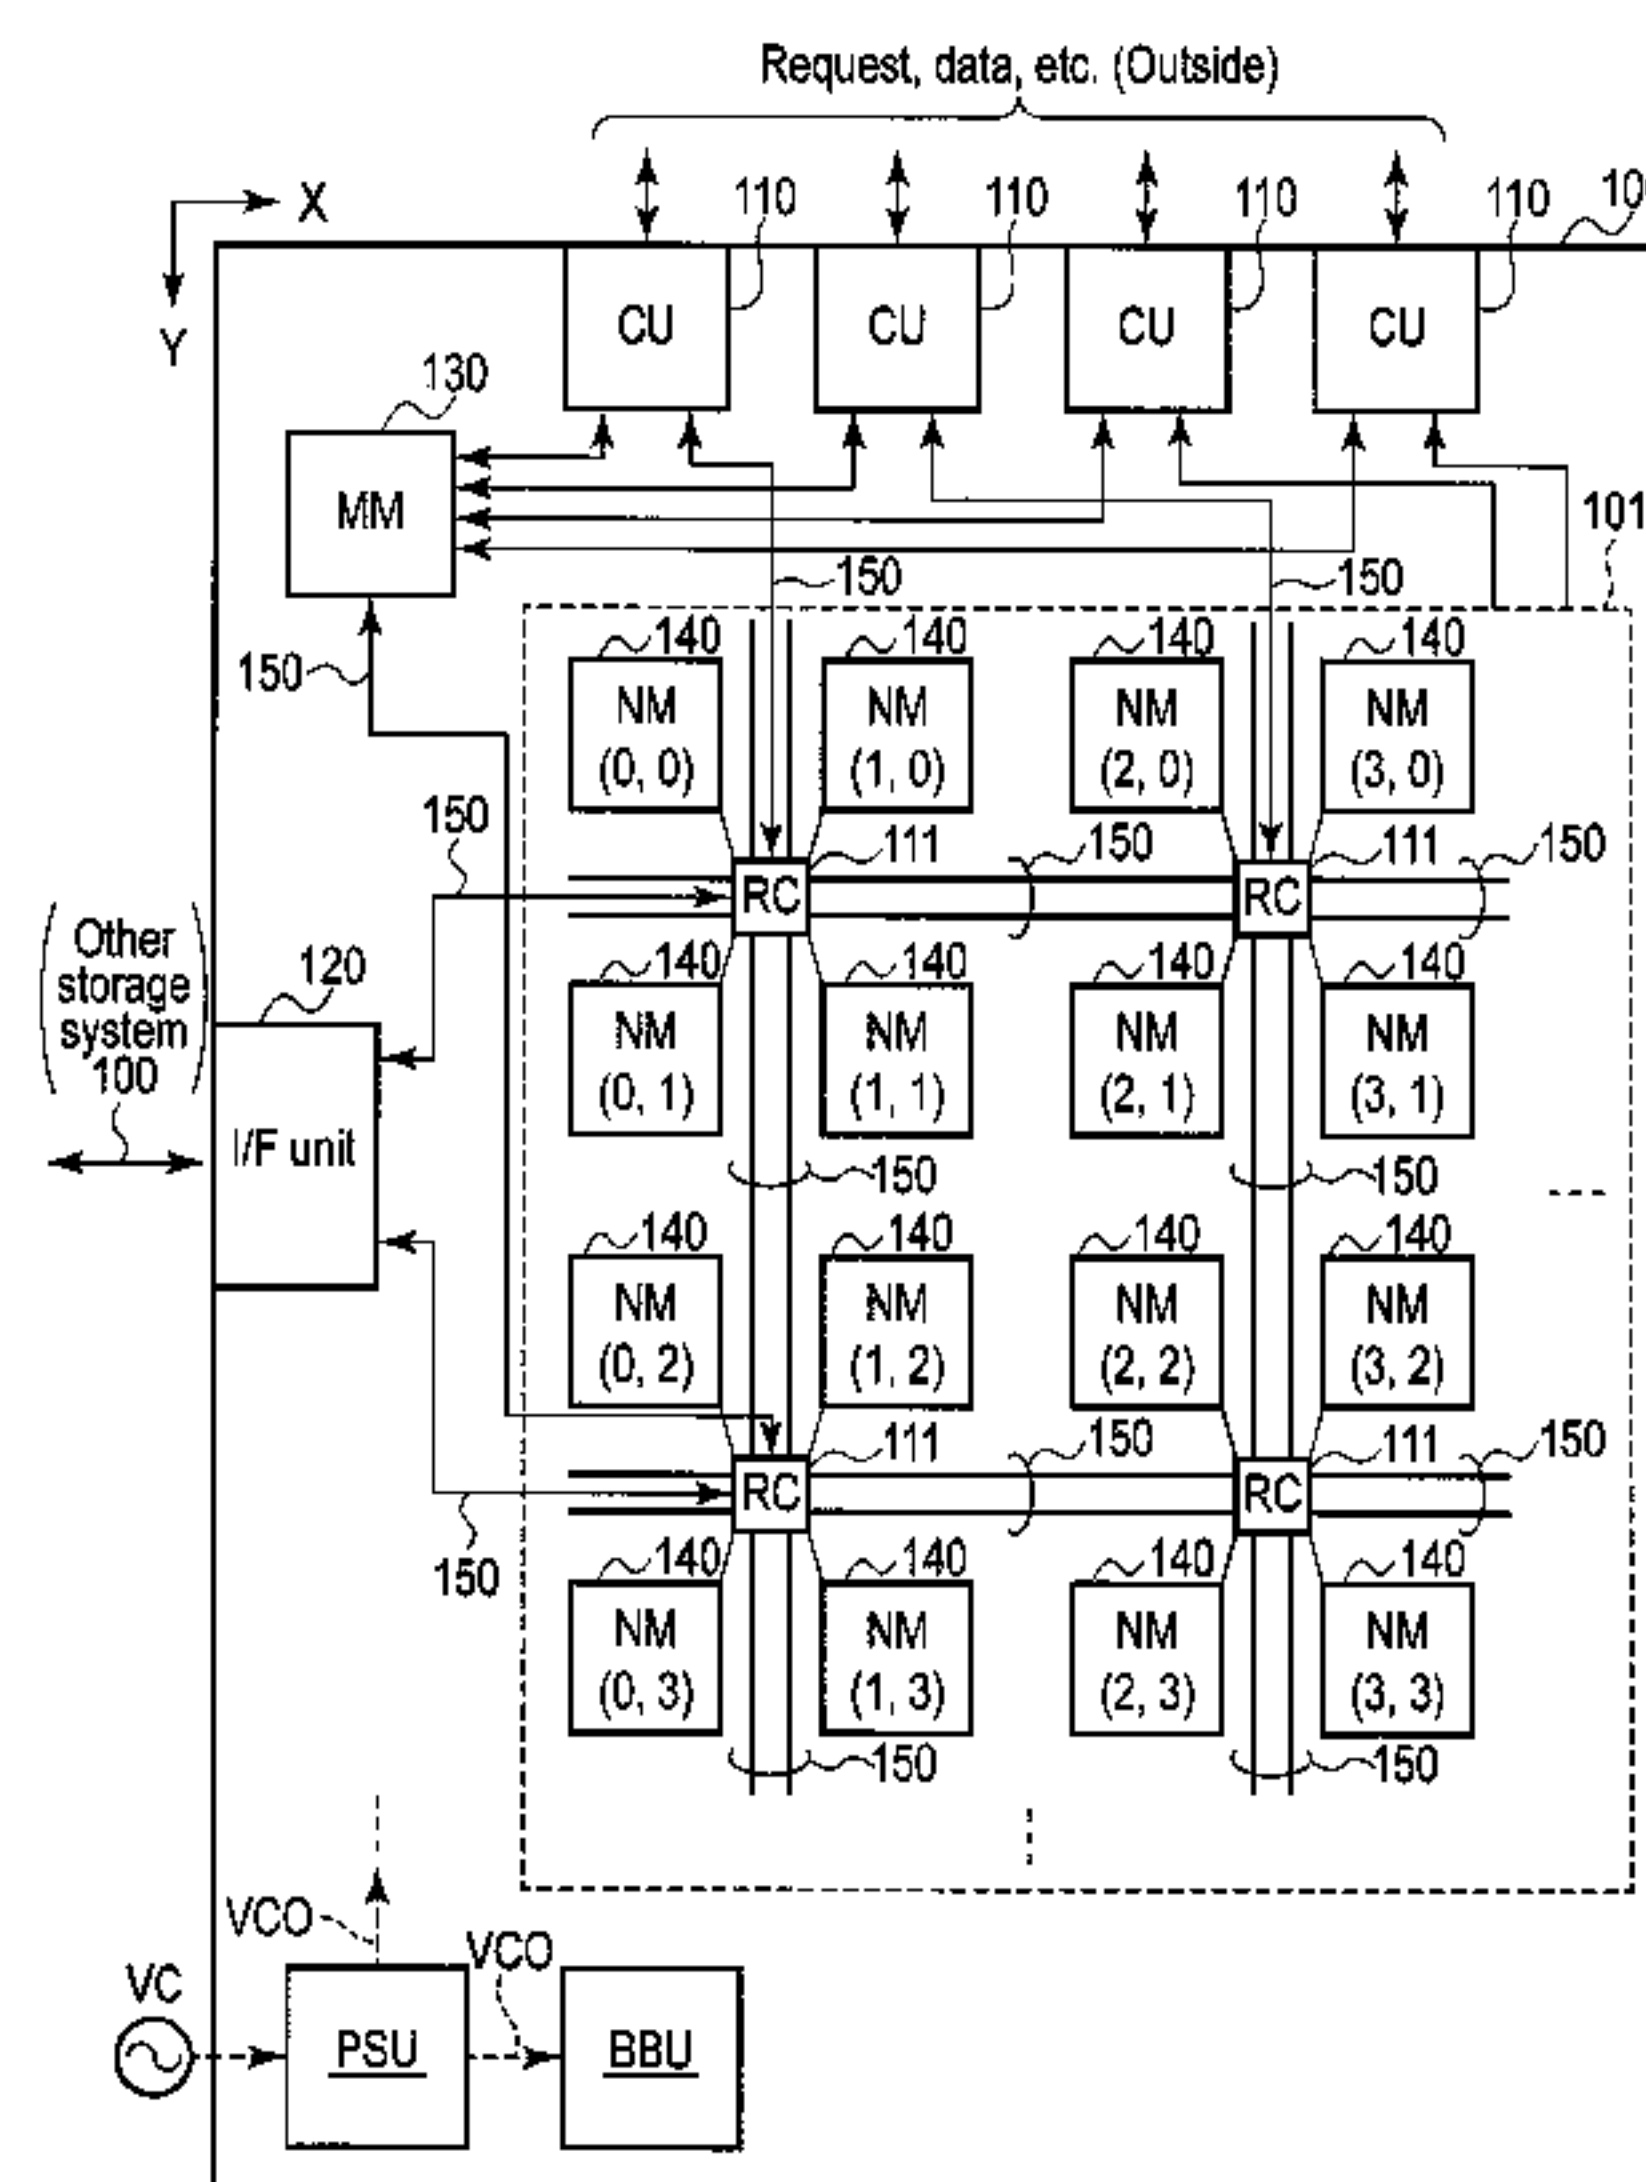 Request, data, etc. (Outside)
X
110
110
110
110
Y
CU
CU
CU
CU
130
MM
101
150
150
140
140
140
140
150
NM
(0, 0)
NM
(1, 0)
NM
(2, 0)
NM
(3, 0)
150
111
150
111
150
RC
RC
Other
storage
system
100
120
140
140
140
140
NM
(0, 1)
NM
(1, 1)
NM
(2, 1)
NM
(3, 1)
I/F unit
150
150
140
140
140
140
NM
(0, 2)
NM
(1, 2)
NM
(2, 2)
NM
(3, 2)
111
150
111
150
RC
RC
150
140
140
140
140
NM
(0, 3)
NM
(1, 3)
NM
(2, 3)
NM
(3, 3)
150
150
VCO
VCO
VC
PSU
BBU